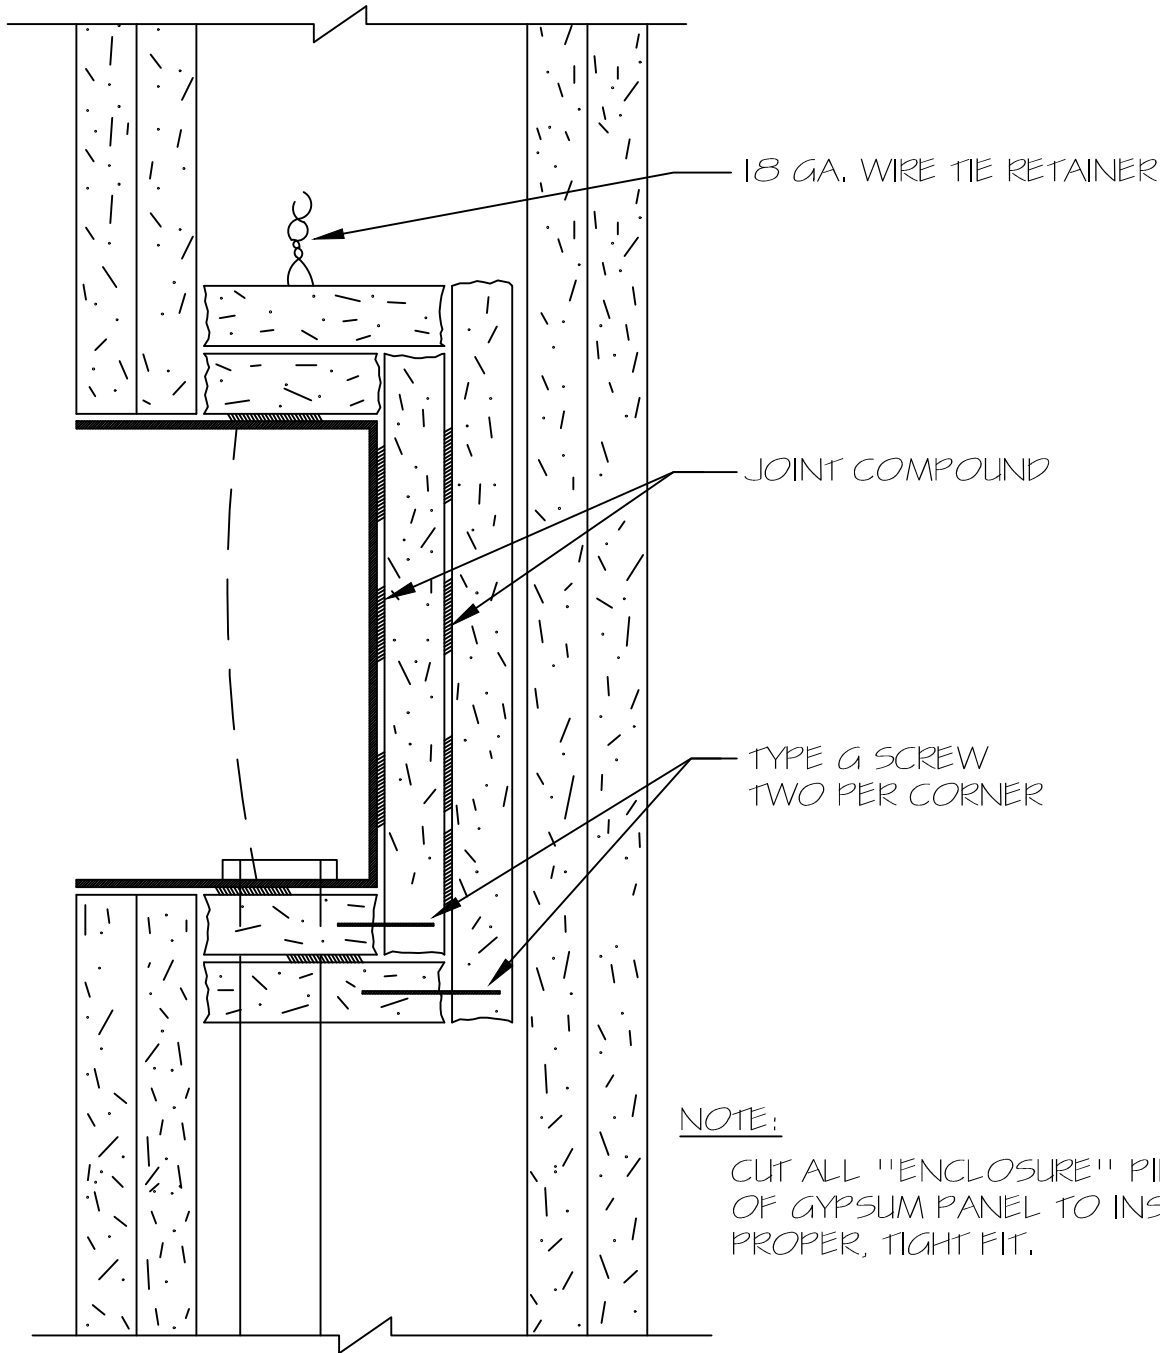 18 GA. WIRE TIE RETAINER
JOINT COMPOUND
TYPE G SCREW
TWO PER CORNER
NOTE:
CUT ALL "ENCLOSURE"
OF GYPSUM PANEL TO
PROPER, TIGHT FIT.